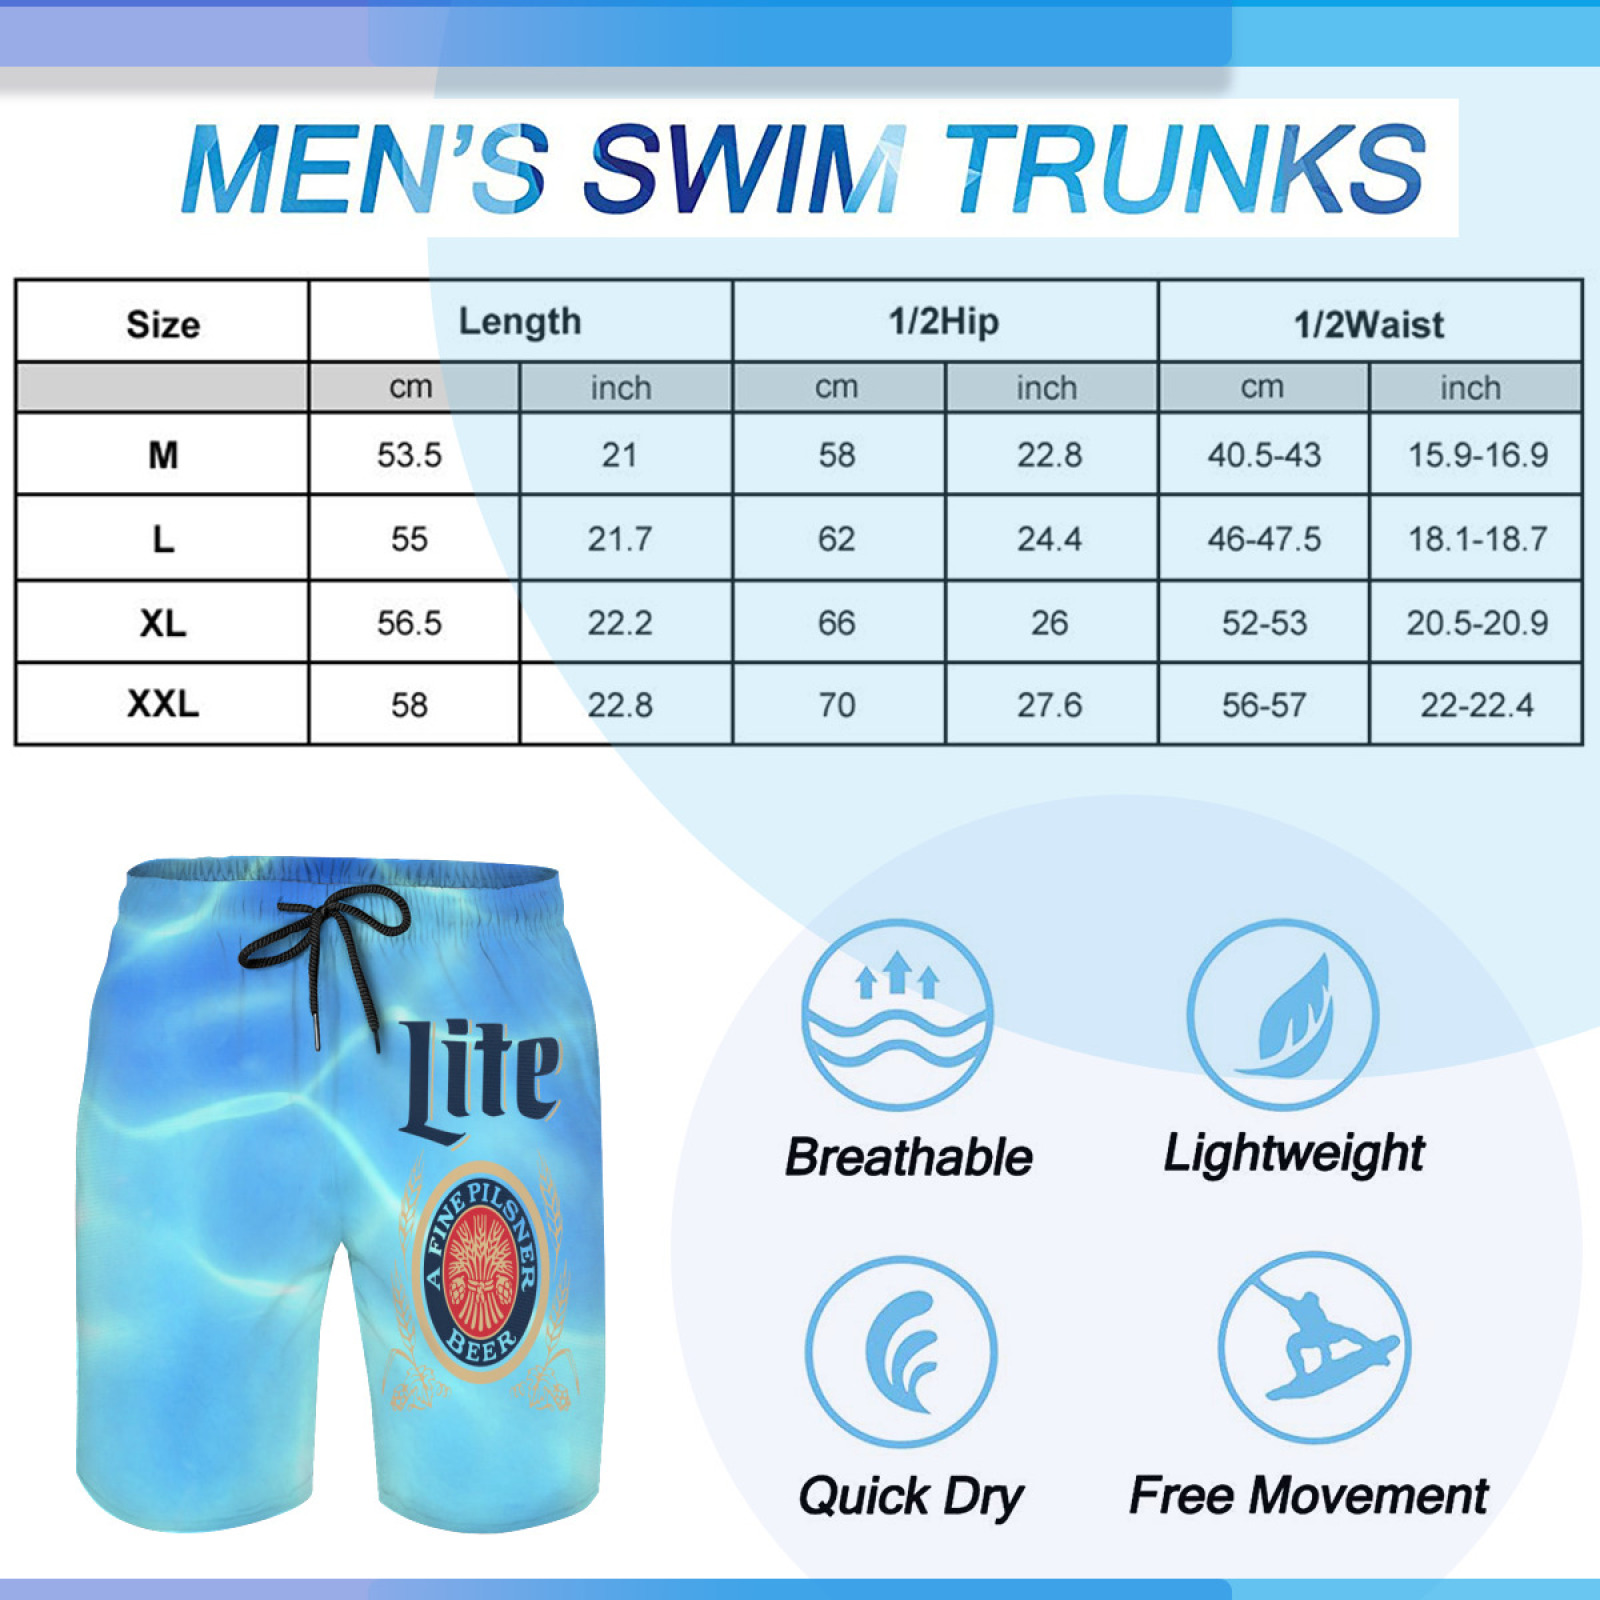 MEN'S SWIM TRUNKS
Size Length 1/2Hip 1/2Waist
cm inch cm inch cm inch
M 53.5 21 58 22.8 40.5-43 15.9-16.9
L 55 21.7 62 24.4 46-47.5 18.1-18.7
XL 56.5 22.2 66 26 52-53 20.5-20.9
XXL 58 22.8 70 27.6 56-57 22-22.4
Lite
A FINE PILSNER
BEER
Breathable
Lightweight
Quick Dry
Free Movement